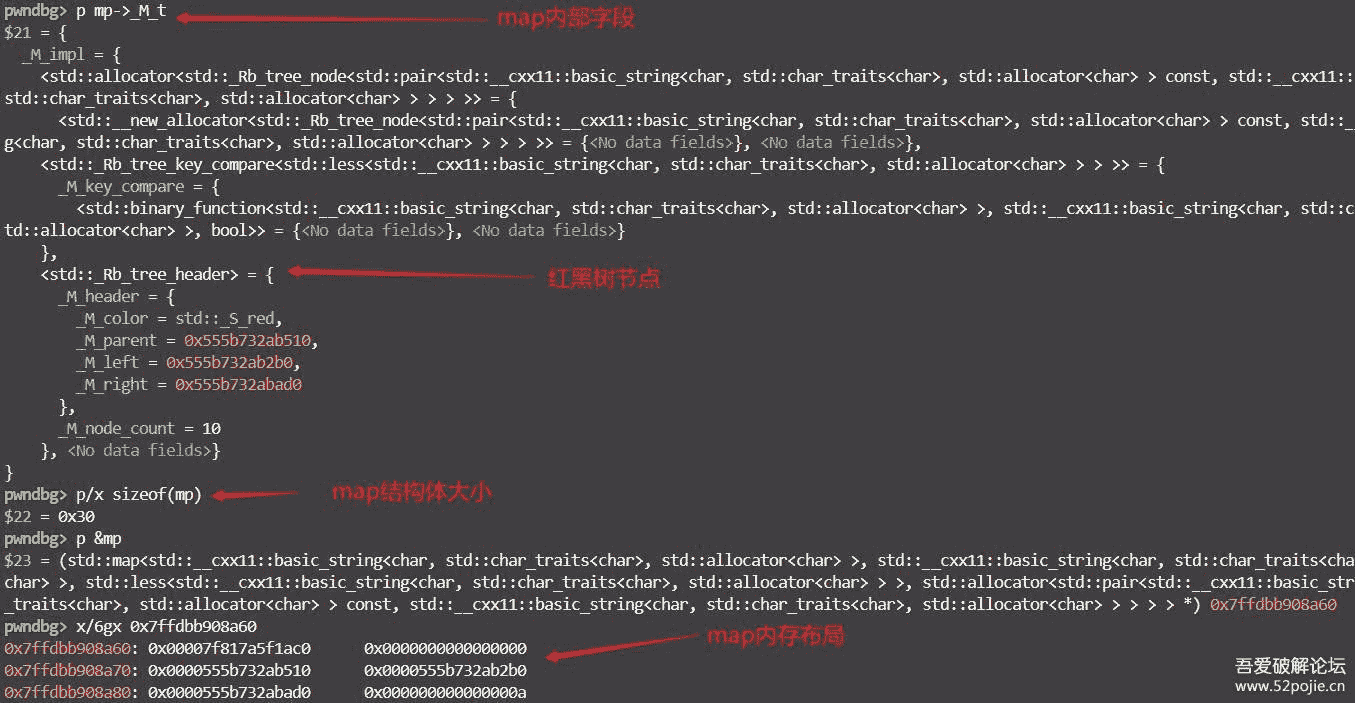 pwndbg> p mp->_M_t
map内部字段
$21 = {
_M_impl = {
<std::allocator<std::_Rb_tree_node<std::pair<std::__cxx11::basic_string<char, std::char_traits<char>, std::allocator<char> > const, std::__cxx11::
std::char_traits<char>, std::allocator<char> > > > >> = {
<std::__new_allocator<std::_Rb_tree_node<std::pair<std::__cxx11::basic_string<char, std::char_traits<char>, std::allocator<char> > const, std::_
g<char, std::char_traits<char>, std::allocator<char> > > > >> = {<No data fields>}, <No data fields>},
<std::_Rb_tree_key_compare<std::less<std::__cxx11::basic_string<char, std::char_traits<char>, std::allocator<char> > > >> = {
_M_key_compare = {
<std::binary_function<std::__cxx11::basic_string<char, std::char_traits<char>, std::allocator<char> >, std::__cxx11::basic_string<char, std::c
td::allocator<char> >, bool>> = {<No data fields>}, <No data fields>}
},
<std::_Rb_tree_header> = {
红黑树节点
_M_header = {
_M_color = std::_S_red,
_M_parent = 0x555b732ab510,
_M_left = 0x555b732ab2b0,
_M_right = 0x555b732abad0
},
_M_node_count = 10
}, <No data fields>}
}
pwndbg> p/x sizeof(mp)
map结构体大小
$22 = 0x30
pwndbg> p &mp
$23 = (std::map<std::__cxx11::basic_string<char, std::char_traits<char>, std::allocator<char> >, std::__cxx11::basic_string<char, std::char_traits<cha
char> >, std::less<std::__cxx11::basic_string<char, std::char_traits<char>, std::allocator<char> > >, std::allocator<std::pair<std::__cxx11::basic_str
_traits<char>, std::allocator<char> > const, std::__cxx11::basic_string<char, std::char_traits<char>, std::allocator<char> > > > > *) 0x7ffdbb908a60
pwndbg> x/6gx 0x7ffdbb908a60
map内存布局
0x7ffdbb908a60: 0x00007f817a5f1ac0 0x0000000000000000
0x7ffdbb908a70: 0x0000555b732ab510 0x0000555b732ab2b0
0x7ffdbb908a80: 0x0000555b732abad0 0x000000000000000a
吾爱破解论坛
www.52pojie.cn